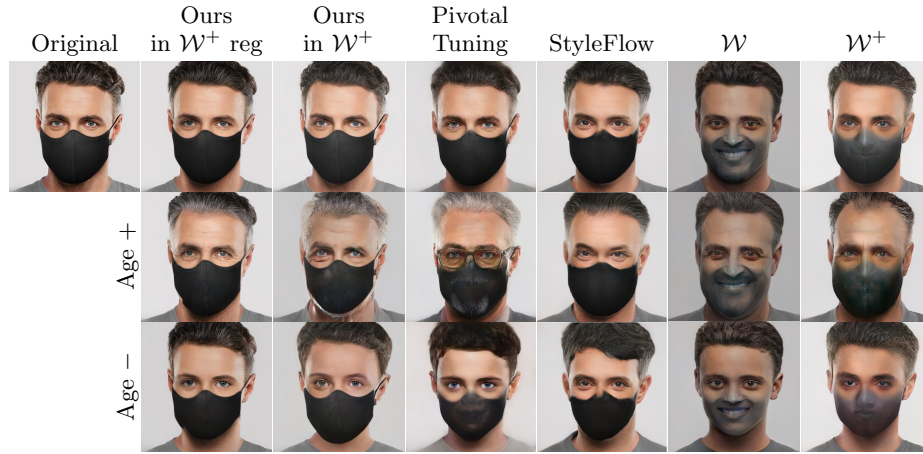 Original
Ours
in 𝒲⁺ reg
Ours
in 𝒲⁺
Pivotal
Tuning
StyleFlow
𝒲
𝒲⁺
Age +
Age −